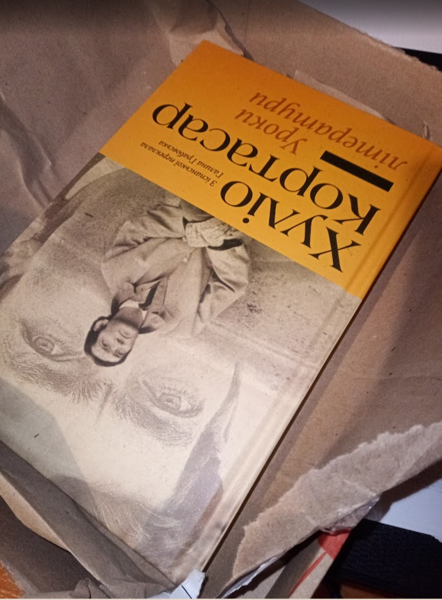 Хуліо
Кортасар
Уроки
літератури
З іспанської переклала
Галина Грабовська